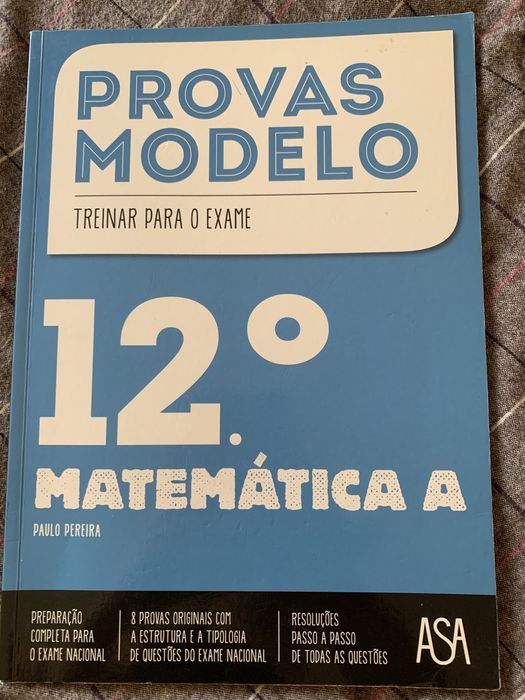 PROVAS
MODELO
TREINAR PARA O EXAME
12.º
MATEMÁTICA A
PAULO PEREIRA
PREPARAÇÃO
COMPLETA PARA
O EXAME NACIONAL
8 PROVAS ORIGINAIS COM
A ESTRUTURA E A TIPOLOGIA
DE QUESTÕES DO EXAME NACIONAL
RESOLUÇÕES
PASSO A PASSO
DE TODAS AS QUESTÕES
ASA